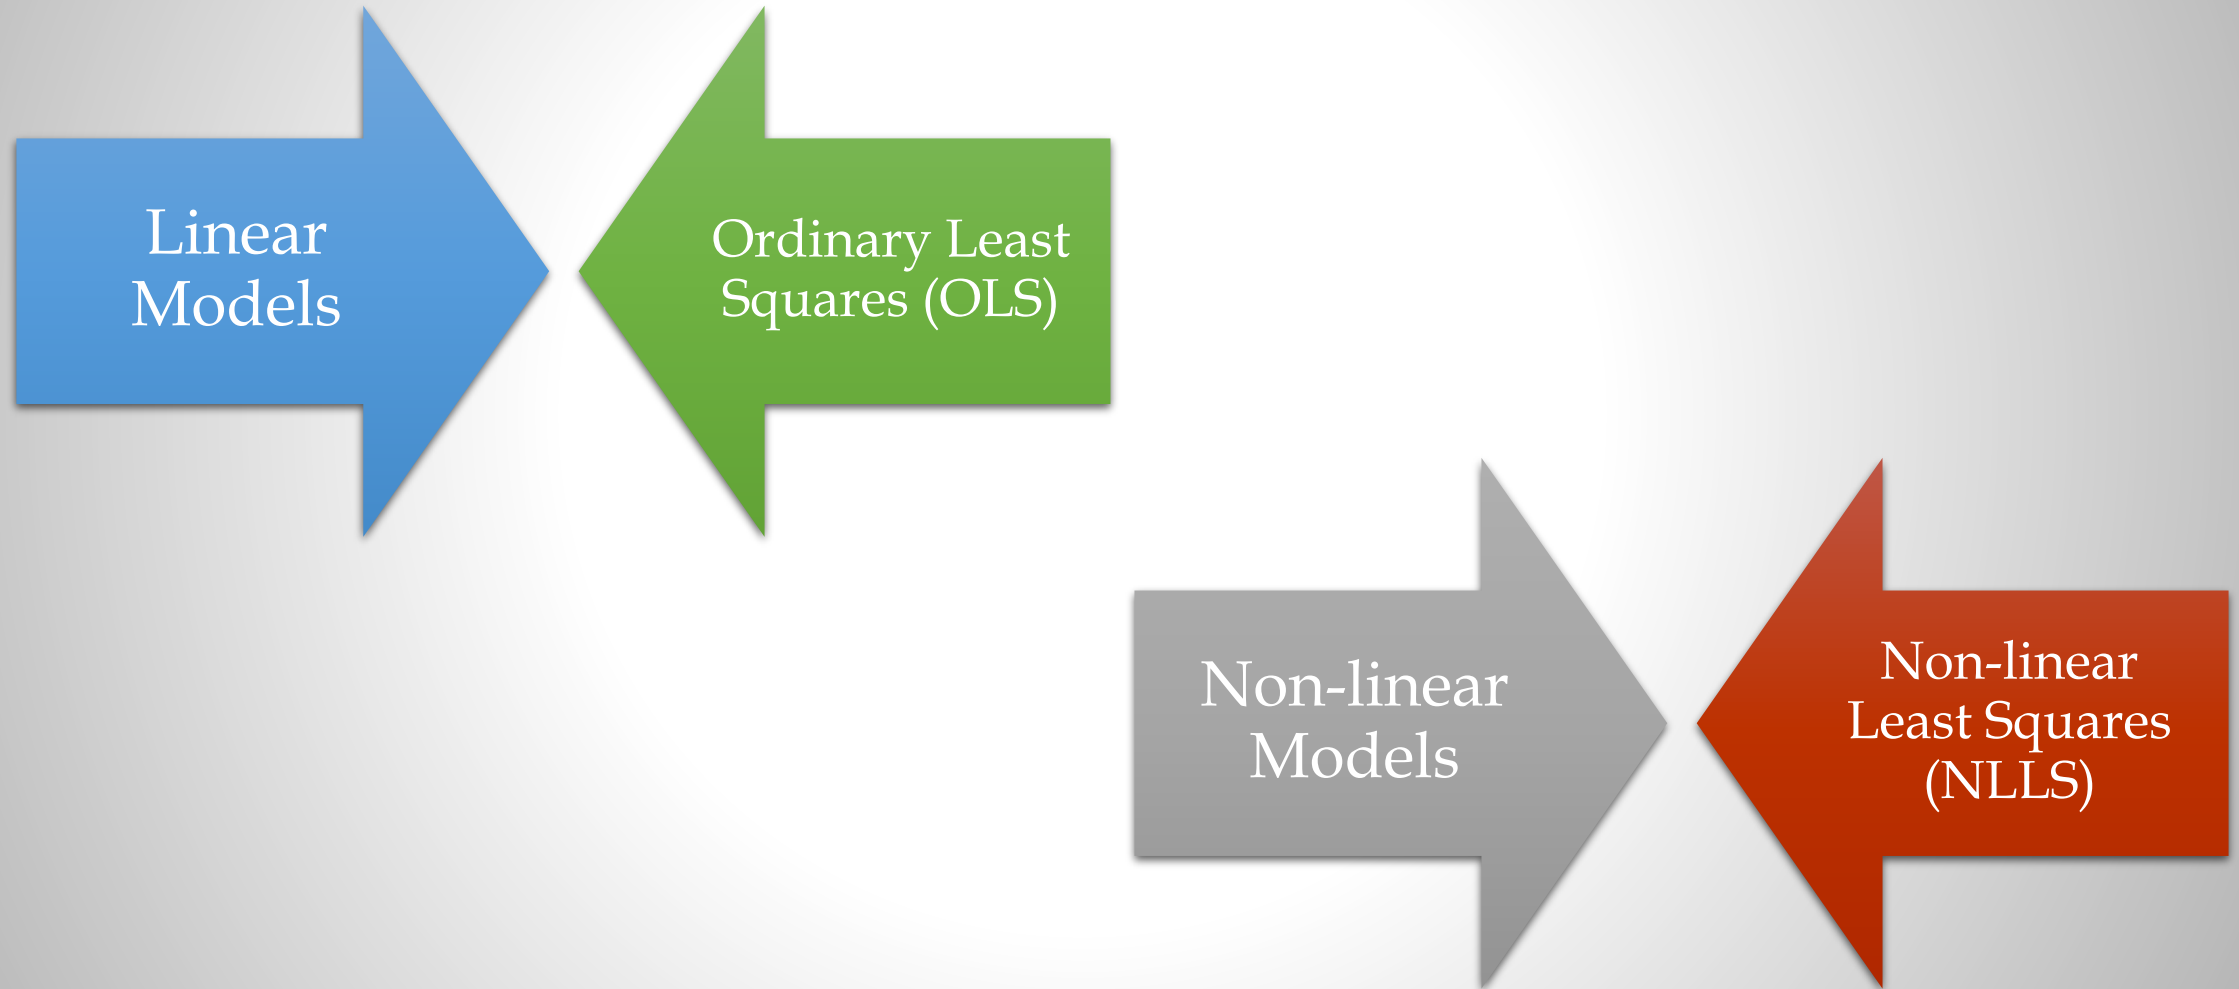 Linear
Models
Ordinary Least
Squares (OLS)
Non-linear
Models
Non-linear
Least Squares
(NLLS)